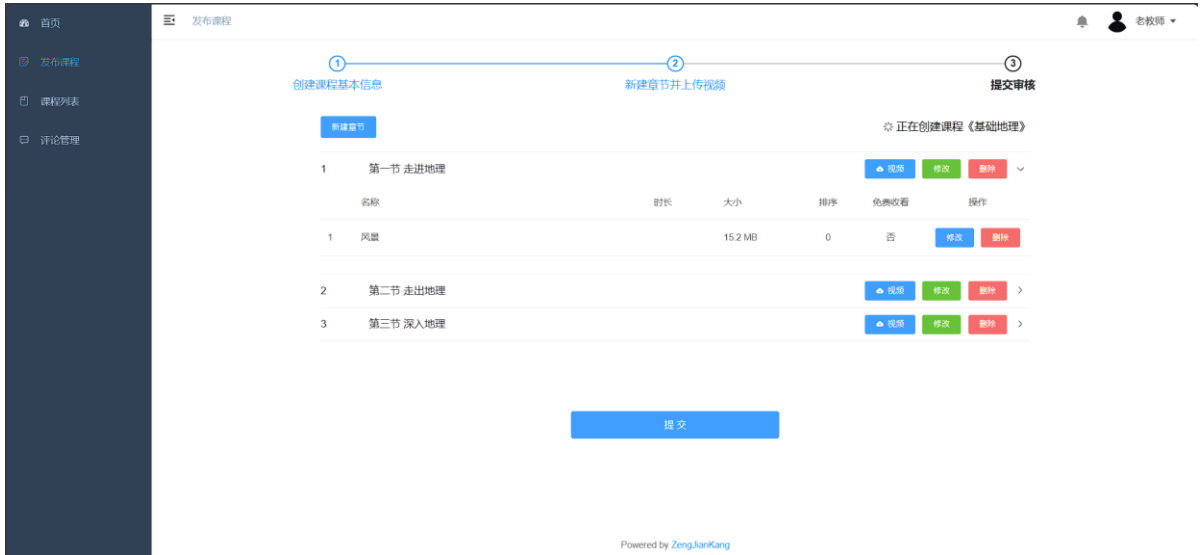 首页
发布课程
课程列表
评论管理
发布课程
老教师
1 2 3
创建课程基本信息 新建章节并上传视频 提交审核
新建章节 正在创建课程《基础地理》
1 第一节 走进地理 视频 修改 删除
名称 时长 大小 排序 免费收看 操作
1 风景 15.2 MB 0 否 修改 删除
2 第二节 走出地理 视频 修改 删除
3 第三节 深入地理 视频 修改 删除
提 交
Powered by ZengJianKang